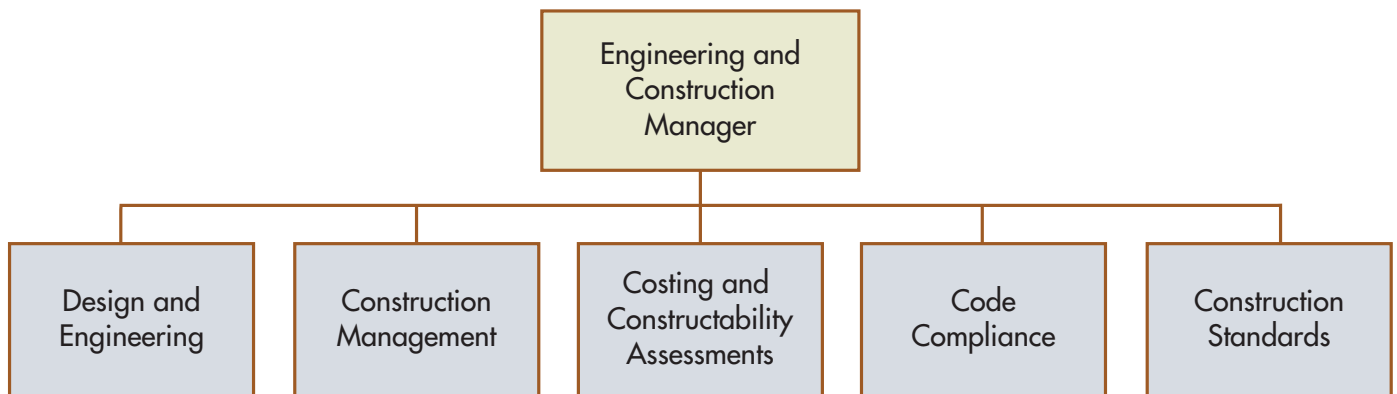 Engineering and
Construction
Manager
Design and
Engineering
Construction
Management
Costing and
Constructability
Assessments
Code
Compliance
Construction
Standards